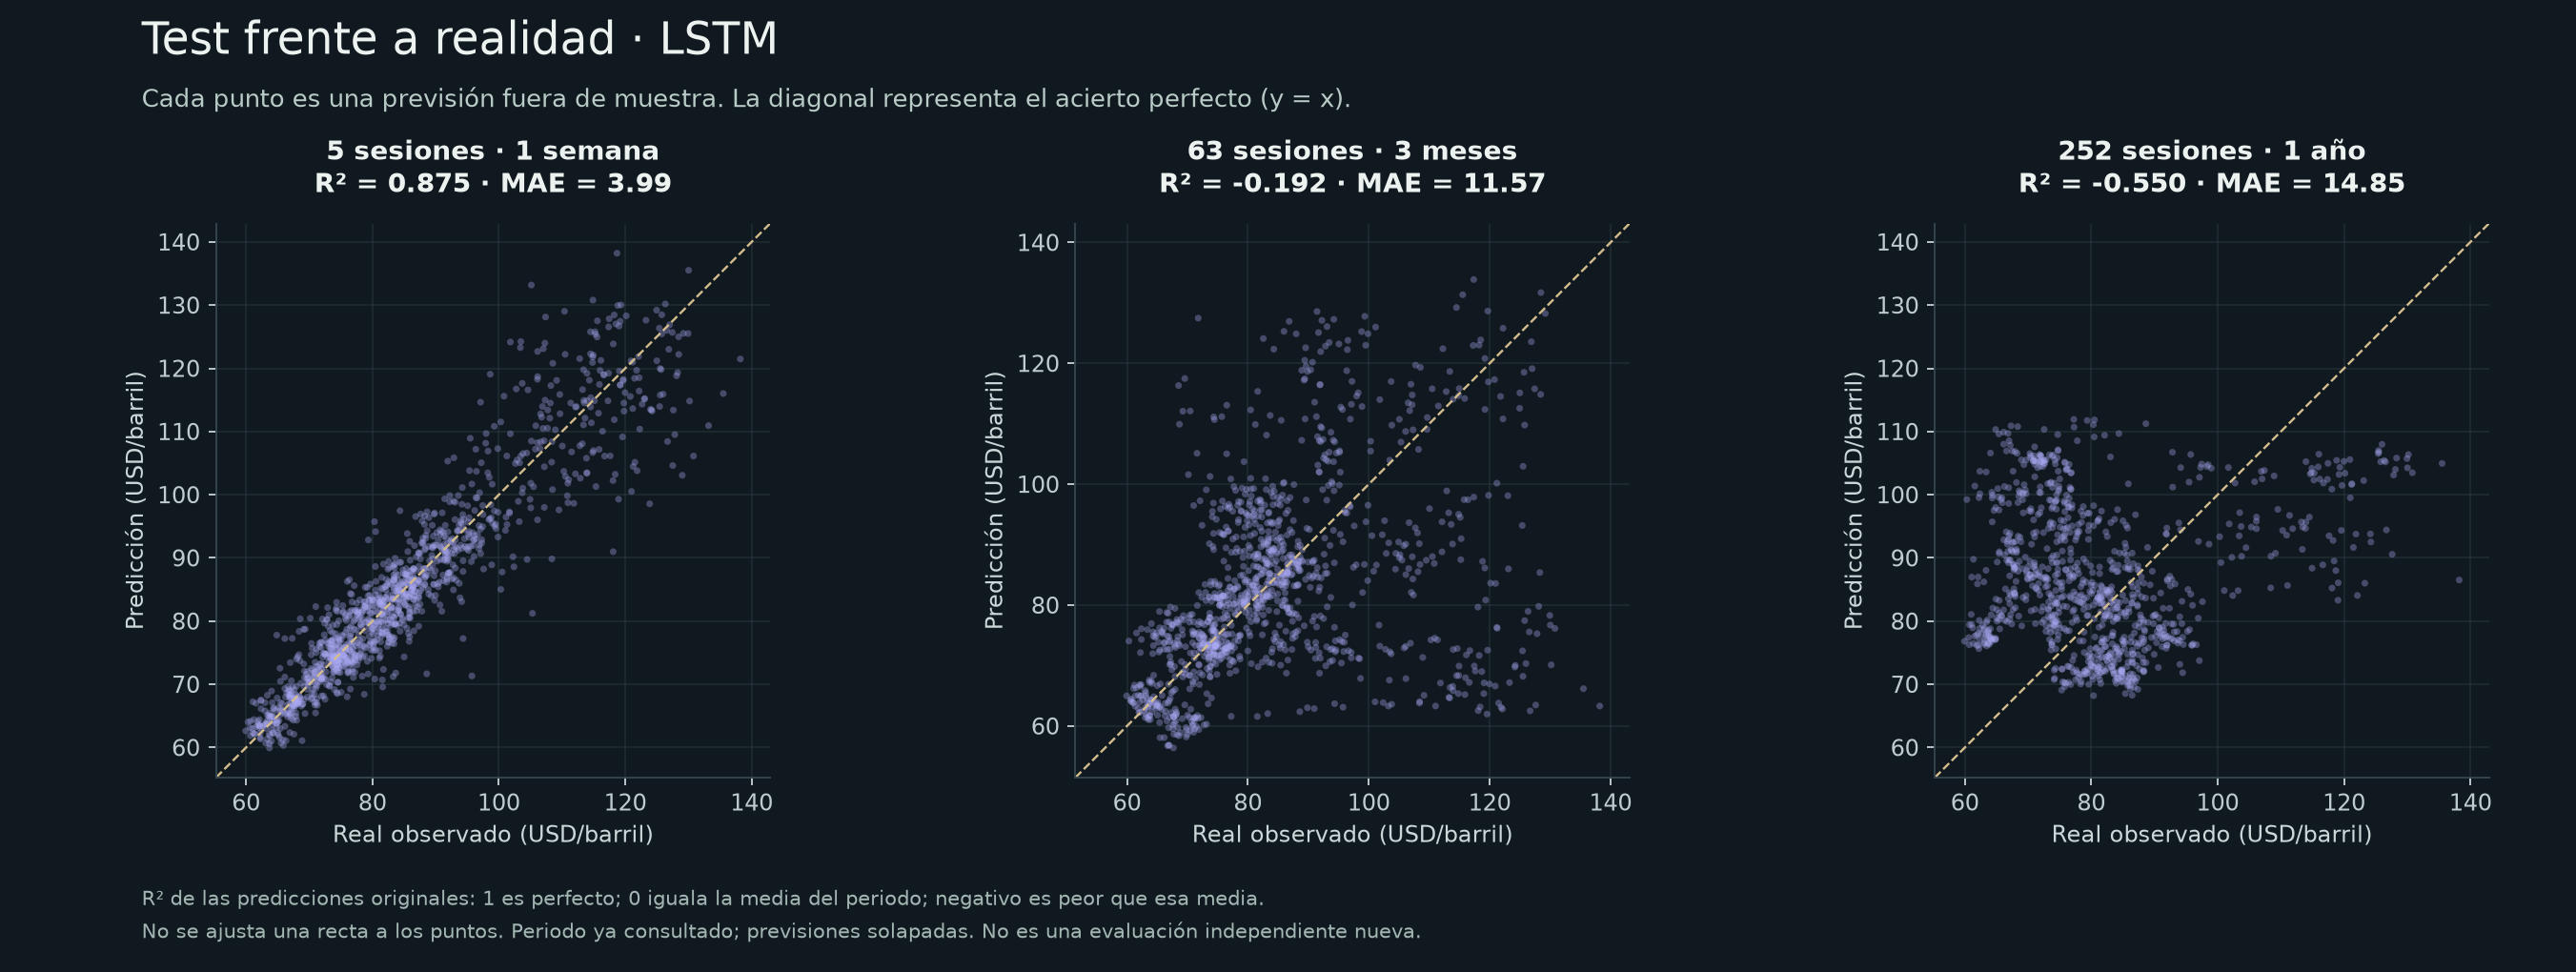 Test frente a realidad · LSTM
Cada punto es una previsión fuera de muestra. La diagonal representa el acierto perfecto (y = x).
5 sesiones · 1 semana
R² = 0.875 · MAE = 3.99
140
130
120
110
100
90
80
70
60
Predicción (USD/barril)
60 80 100 120 140
Real observado (USD/barril)
63 sesiones · 3 meses
R² = -0.192 · MAE = 11.57
140
120
100
80
60
Predicción (USD/barril)
60 80 100 120 140
Real observado (USD/barril)
252 sesiones · 1 año
R² = -0.550 · MAE = 14.85
140
130
120
110
100
90
80
70
60
Predicción (USD/barril)
60 80 100 120 140
Real observado (USD/barril)
R² de las predicciones originales: 1 es perfecto; 0 iguala la media del periodo; negativo es peor que esa media.
No se ajusta una recta a los puntos. Periodo ya consultado; previsiones solapadas. No es una evaluación independiente nueva.